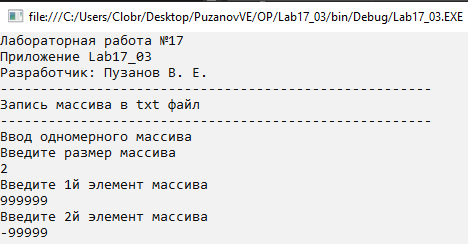 file:///C:/Users/Clobr/Desktop/PuzanovVE/OP/Lab17_03/bin/Debug/Lab17_03.EXE
Лабораторная работа №17
Приложение Lab17_03
Разработчик: Пузанов В. Е.
------------------------------------------------------
Запись массива в txt файл
------------------------------------------------------
Ввод одномерного массива
Введите размер массива
2
Введите 1й элемент массива
999999
Введите 2й элемент массива
-99999